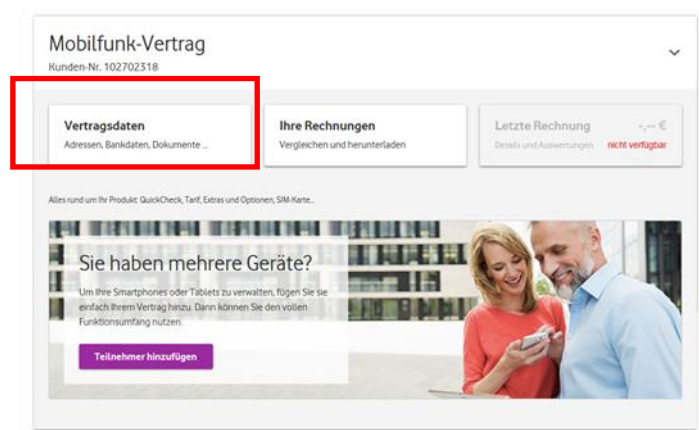 Mobilfunk-Vertrag
Kunden-Nr. 102702318
Vertragsdaten
Adressen, Bankdaten, Dokumente ...
Ihre Rechnungen
Vergleichen und herunterladen
Letzte Rechnung -,-- €
Details und Auswertungen nicht verfügbar
Alles rund um Ihr Produkt: QuickCheck, Tarif, Extras und Optionen, SIM-Karte...
Sie haben mehrere Geräte?
Um Ihre Smartphones oder Tablets zu verwalten, fügen Sie sie
einfach Ihrem Vertrag hinzu. Dann können Sie den vollen
Funktionsumfang nutzen.
Teilnehmer hinzufügen